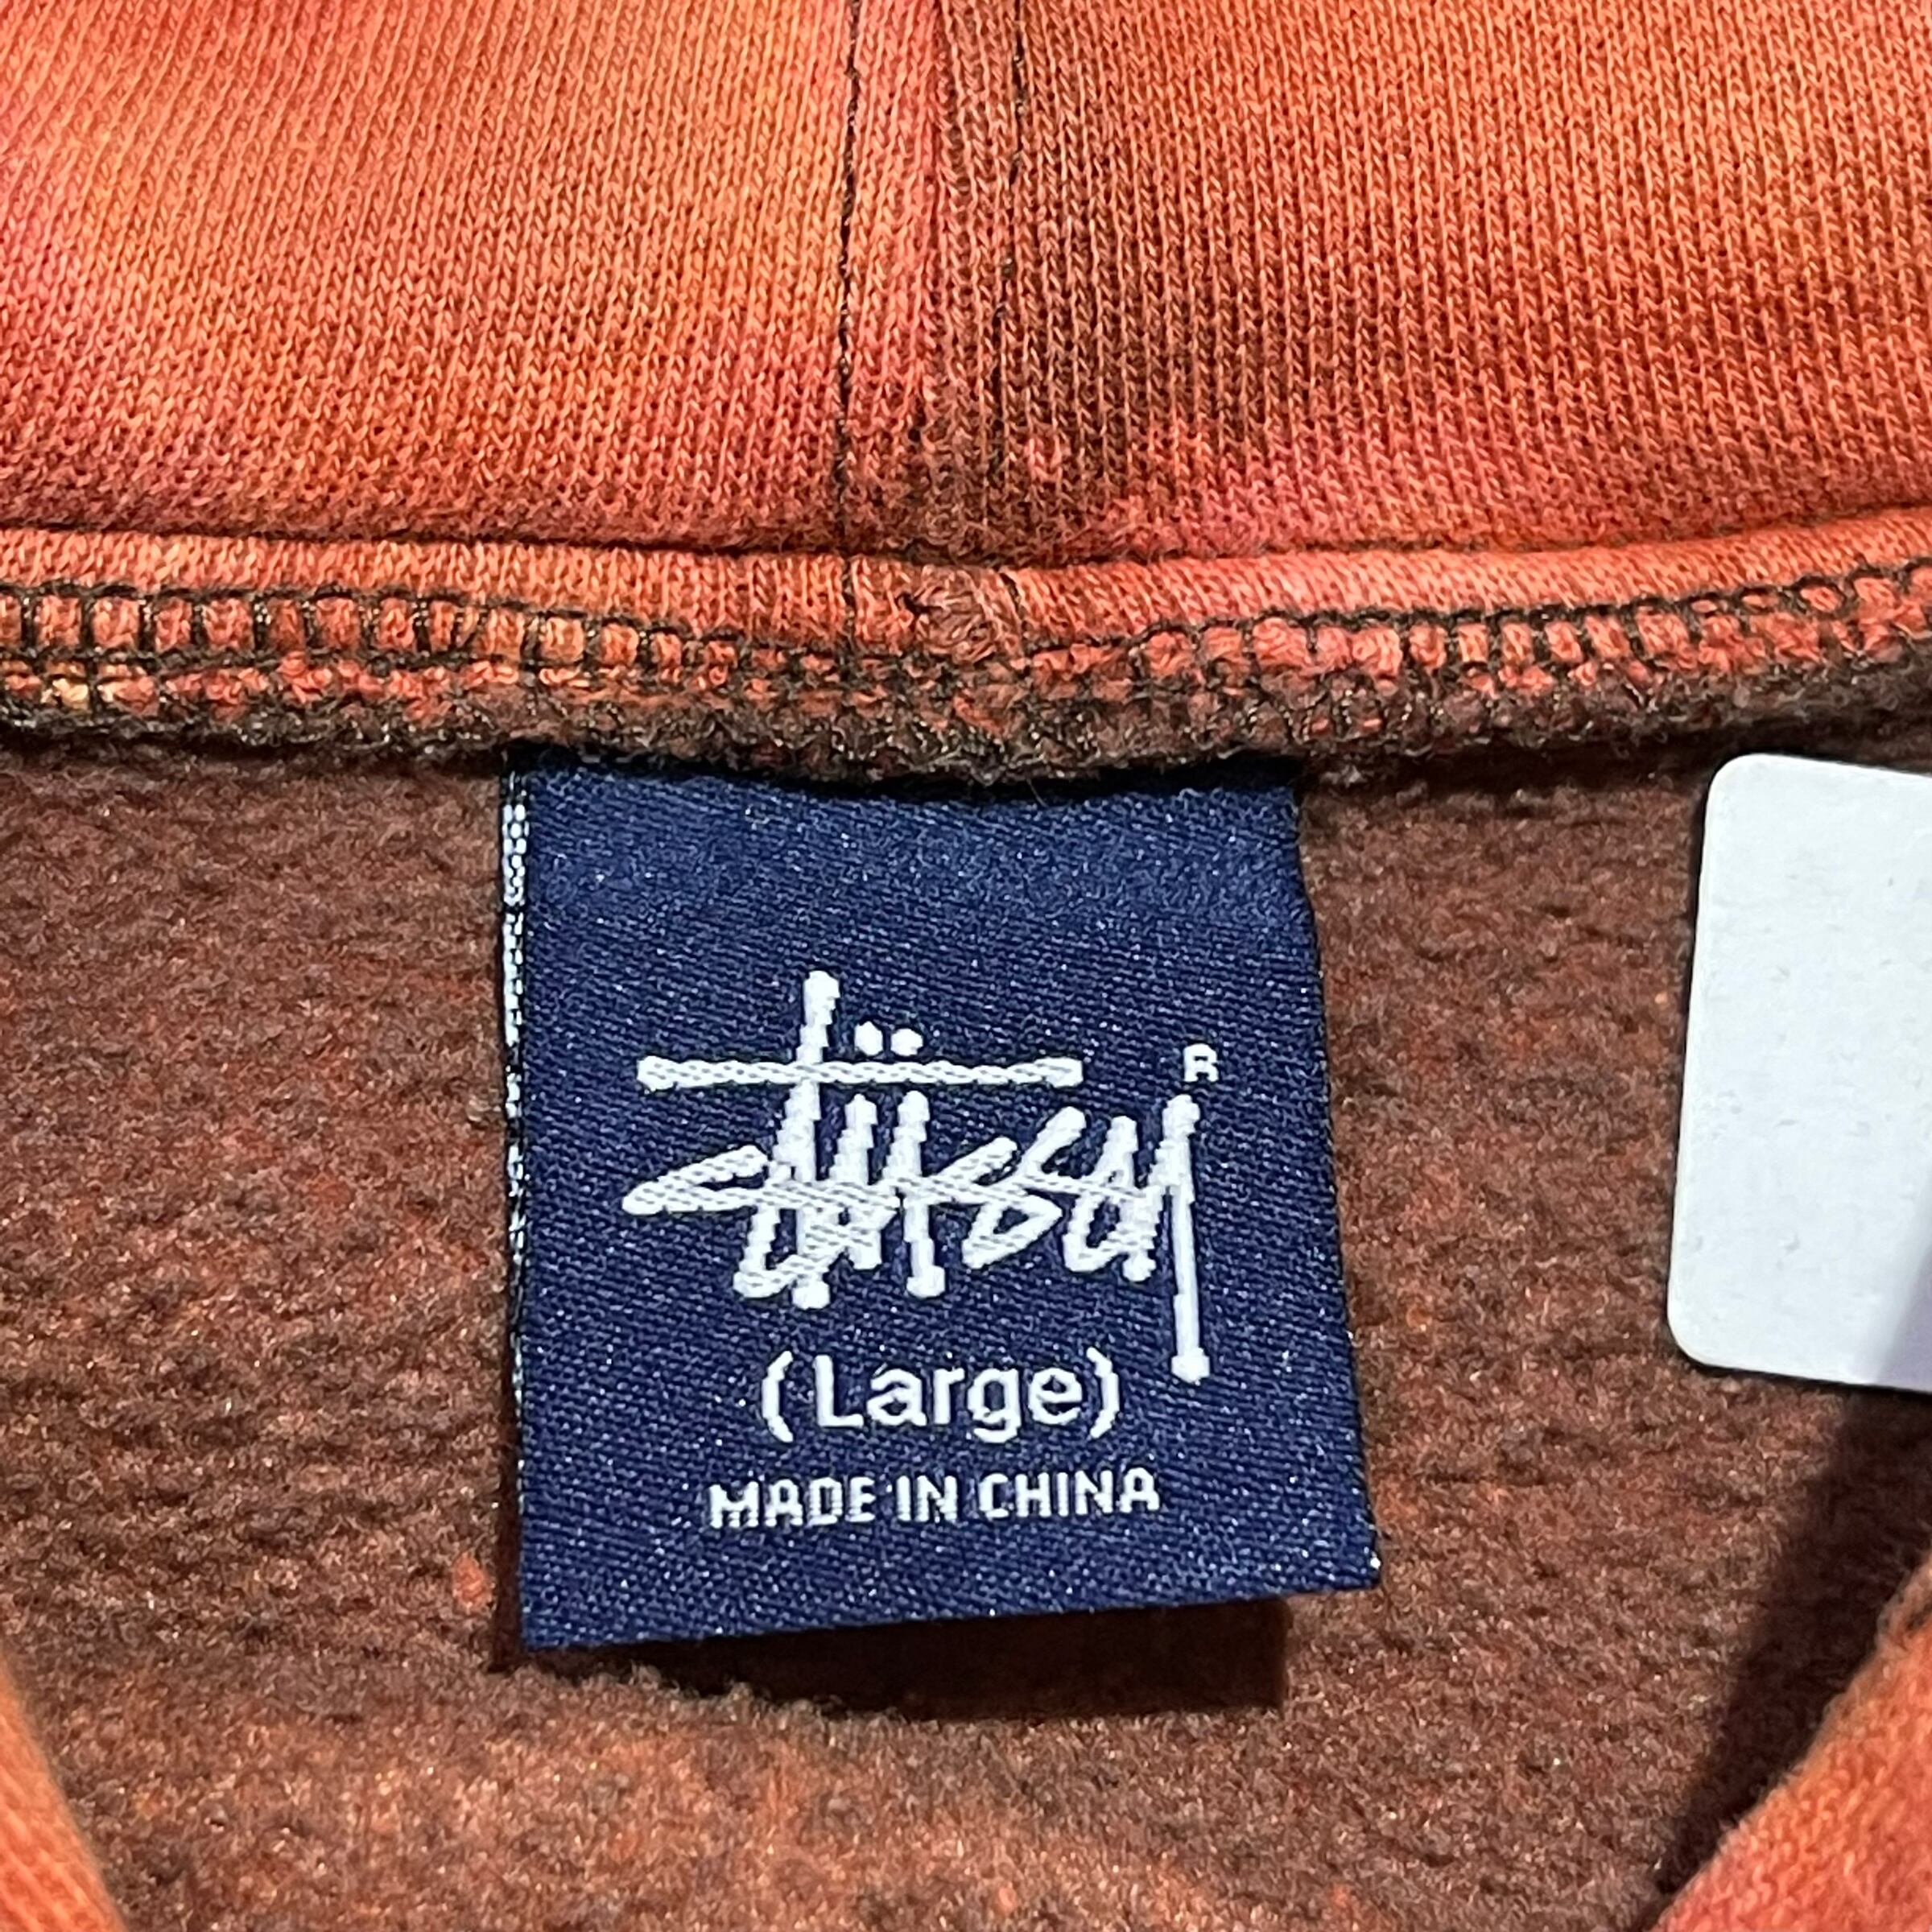 Stüssy ®
(Large)
MADE IN CHINA